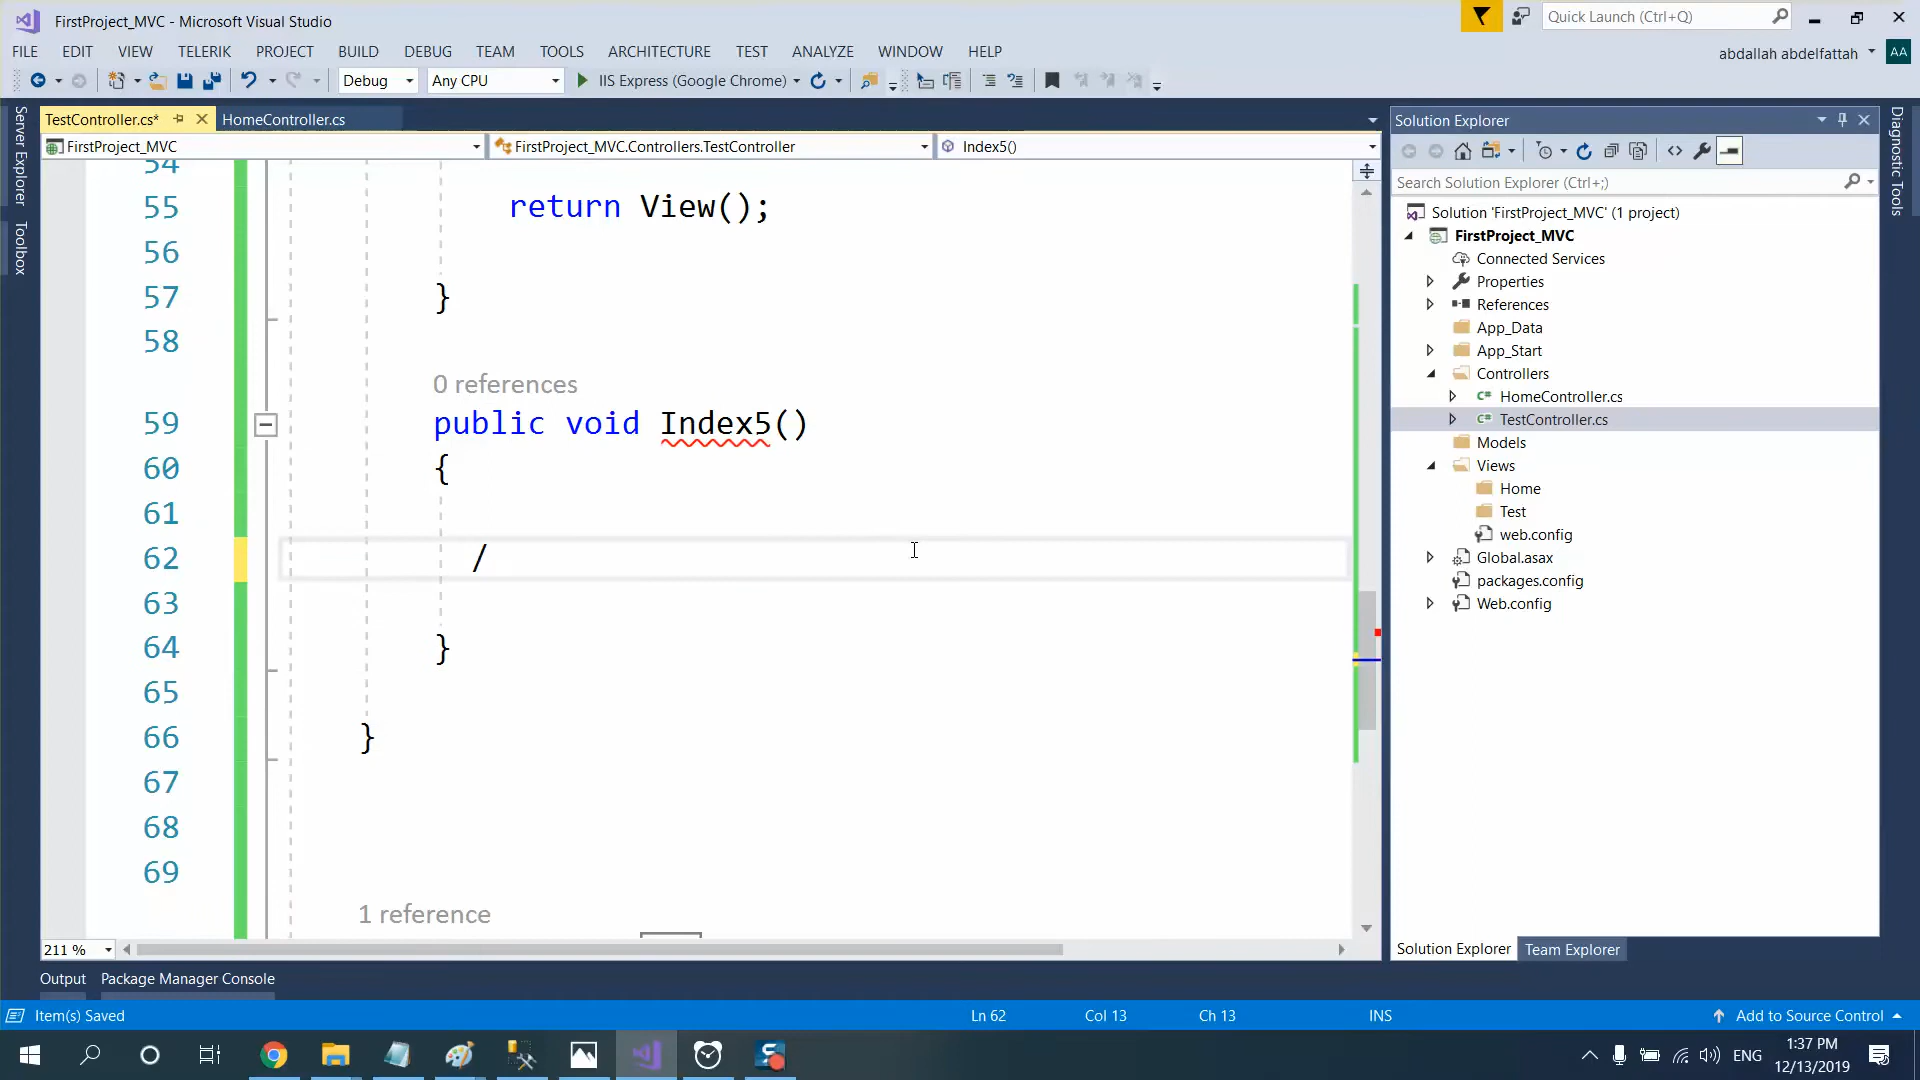 FirstProject_MVC - Microsoft Visual Studio
Quick Launch (Ctrl+Q)
FILE EDIT VIEW TELERIK PROJECT BUILD DEBUG TEAM TOOLS ARCHITECTURE TEST ANALYZE WINDOW HELP
abdallah abdelfattah AA
Debug Any CPU IIS Express (Google Chrome)
Server Explorer
Toolbox
TestController.cs* HomeController.cs
FirstProject_MVC FirstProject_MVC.Controllers.TestController Index5()
54
55 return View();
56
57 }
58
0 references
59 public void Index5()
60 {
61
62 /
63
64 }
65
66 }
67
68
69
1 reference
211 %
Solution Explorer
Search Solution Explorer (Ctrl+;)
Solution 'FirstProject_MVC' (1 project)
FirstProject_MVC
Connected Services
Properties
References
App_Data
App_Start
Controllers
C# HomeController.cs
C# TestController.cs
Models
Views
Home
Test
web.config
Global.asax
packages.config
Web.config
Solution Explorer Team Explorer
Diagnostic Tools
Output Package Manager Console
Item(s) Saved Ln 62 Col 13 Ch 13 INS Add to Source Control
ENG
1:37 PM
12/13/2019